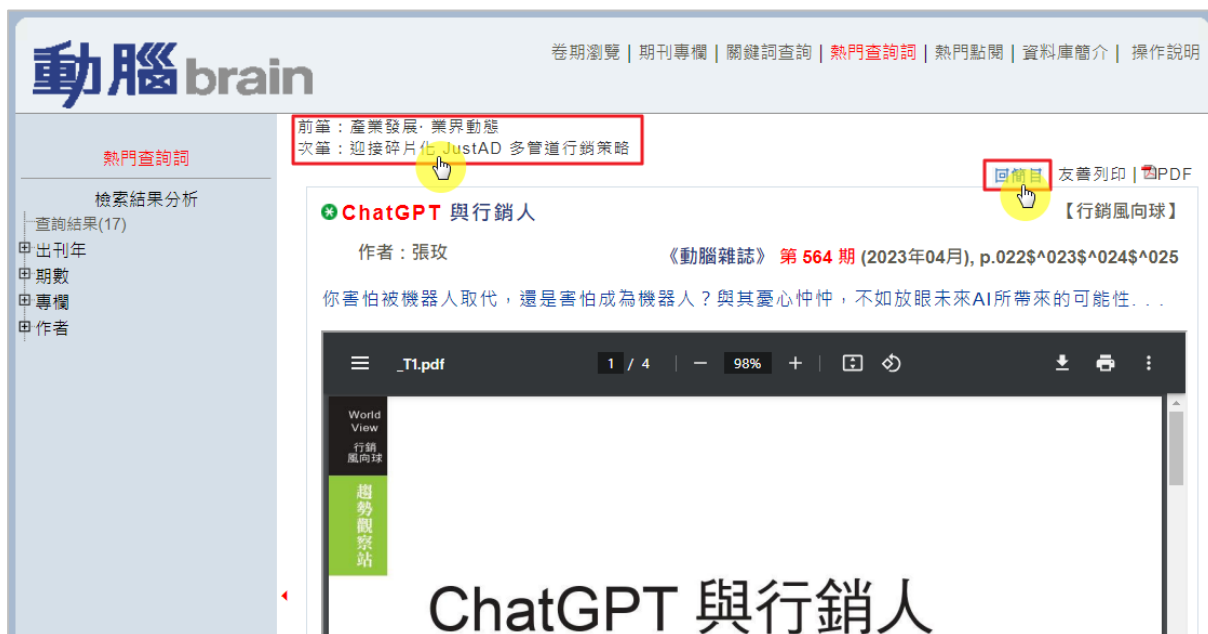 動腦brain
卷期瀏覽 | 期刊專欄 | 關鍵詞查詢 | 熱門查詢詞 | 熱門點閱 | 資料庫簡介 | 操作說明
熱門查詢詞
檢索結果分析
查詢結果(17)
出刊年
期數
專欄
作者
前筆：產業發展· 業界動態
次筆：迎接碎片化 JustAD 多管道行銷策略
回簡目 友善列印 | PDF
ChatGPT 與行銷人 【行銷風向球】
作者：張玫 《動腦雜誌》 第 564 期 (2023年04月), p.022$^023$^024$^025
你害怕被機器人取代，還是害怕成為機器人？與其憂心忡忡，不如放眼未來AI所帶來的可能性. . .
_T1.pdf 1 / 4 98%
World
View
行銷
風向球
趨勢觀察站
ChatGPT 與行銷人